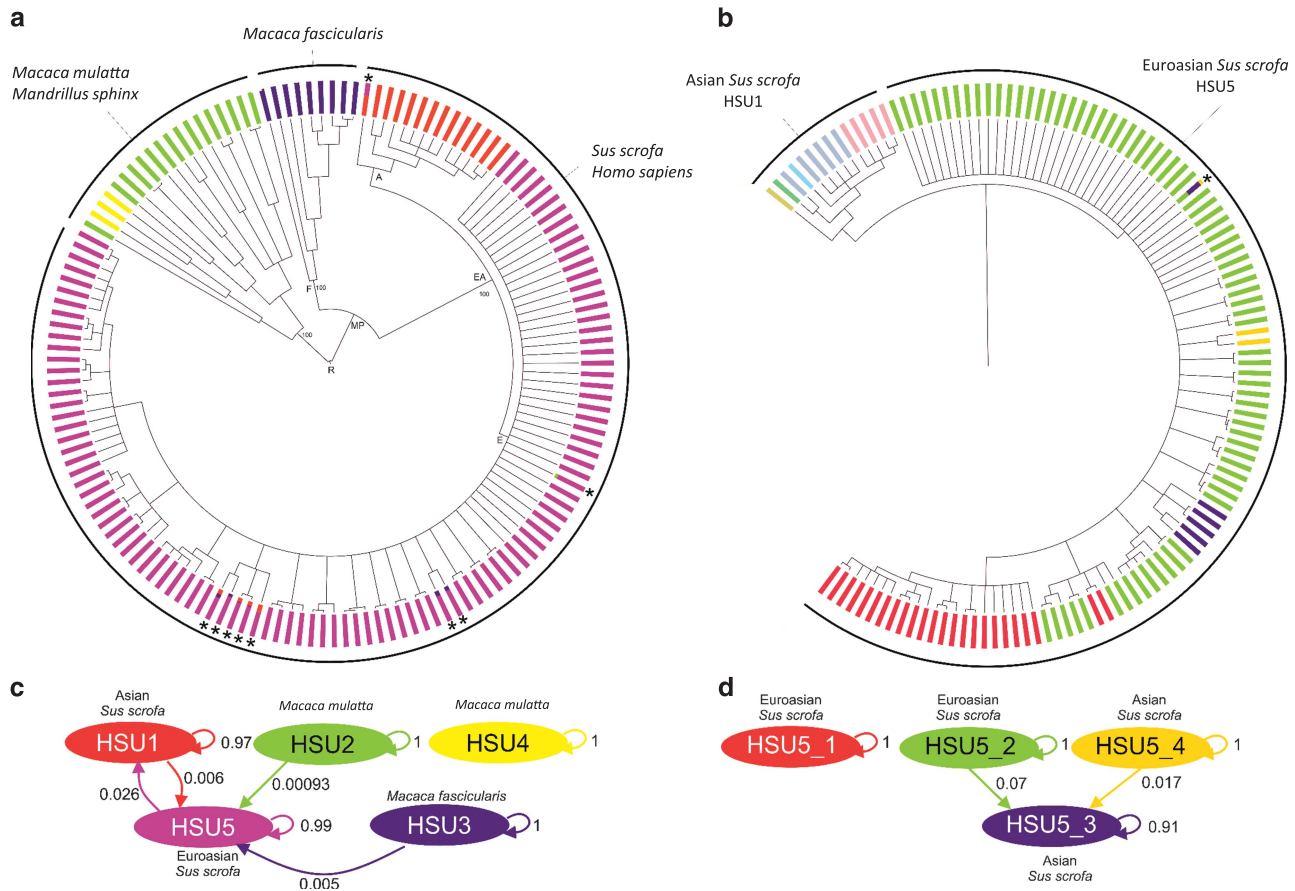 a
Macaca fascicularis
Macaca mulatta
Mandrillus sphinx
*
Sus scrofa
Homo sapiens
A
EA
100
F
100
MP
100
R
E
*
*****
**
b
Asian Sus scrofa
HSU1
Euroasian Sus scrofa
HSU5
*
c
Asian
Sus scrofa
HSU1
0.97
Macaca mulatta
HSU2
1
Macaca mulatta
HSU4
1
0.026
0.006
0.00093
HSU5
0.99
Euroasian
Sus scrofa
Macaca fascicularis
HSU3
1
0.005
d
Euroasian
Sus scrofa
HSU5_1
1
Euroasian
Sus scrofa
HSU5_2
1
Asian
Sus scrofa
HSU5_4
1
0.07
0.017
HSU5_3
0.91
Asian
Sus scrofa